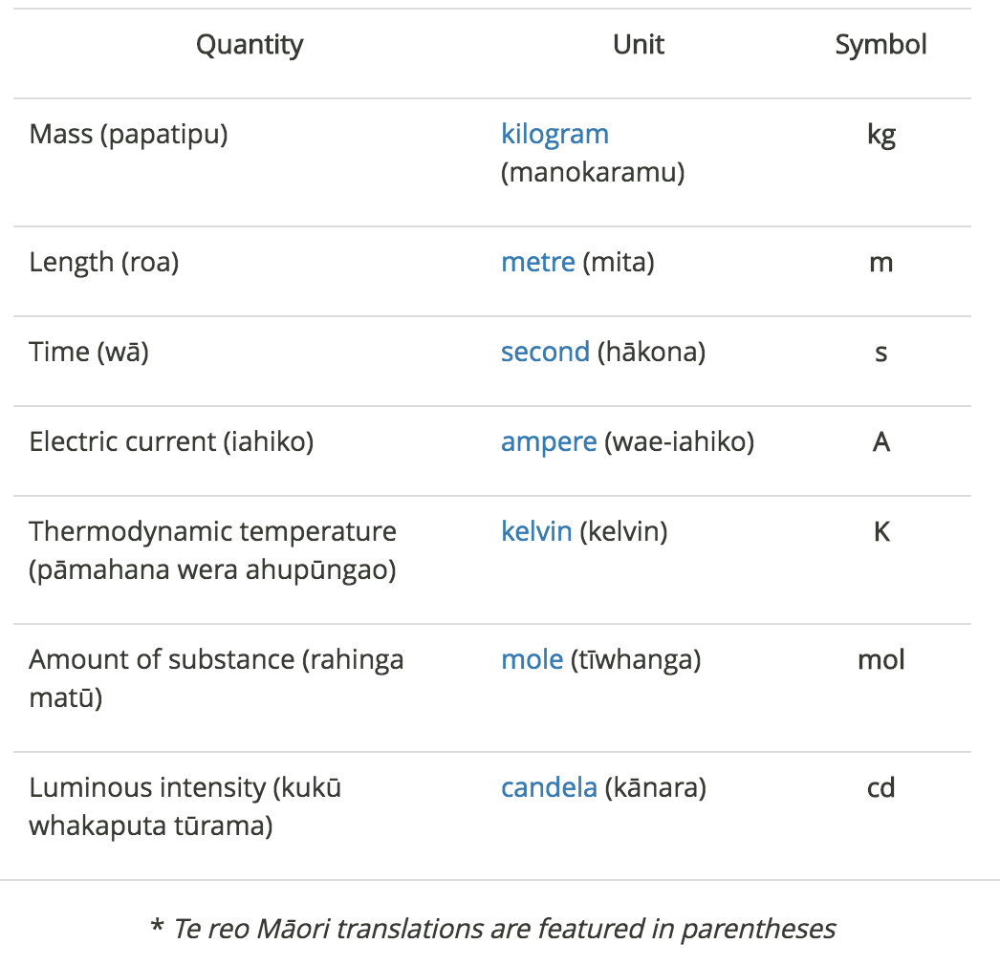 Quantity Unit Symbol
Mass (papatipu) kilogram kg
(manokaramu)
Length (roa) metre (mita) m
Time (wā) second (hākona) s
Electric current (iahiko) ampere (wae-iahiko) A
Thermodynamic temperature kelvin (kelvin) K
(pāmahana wera ahupūngao)
Amount of substance (rahinga mole (tīwhanga) mol
matū)
Luminous intensity (kukū candela (kānara) cd
whakaputa tūrama)
* Te reo Māori translations are featured in parentheses